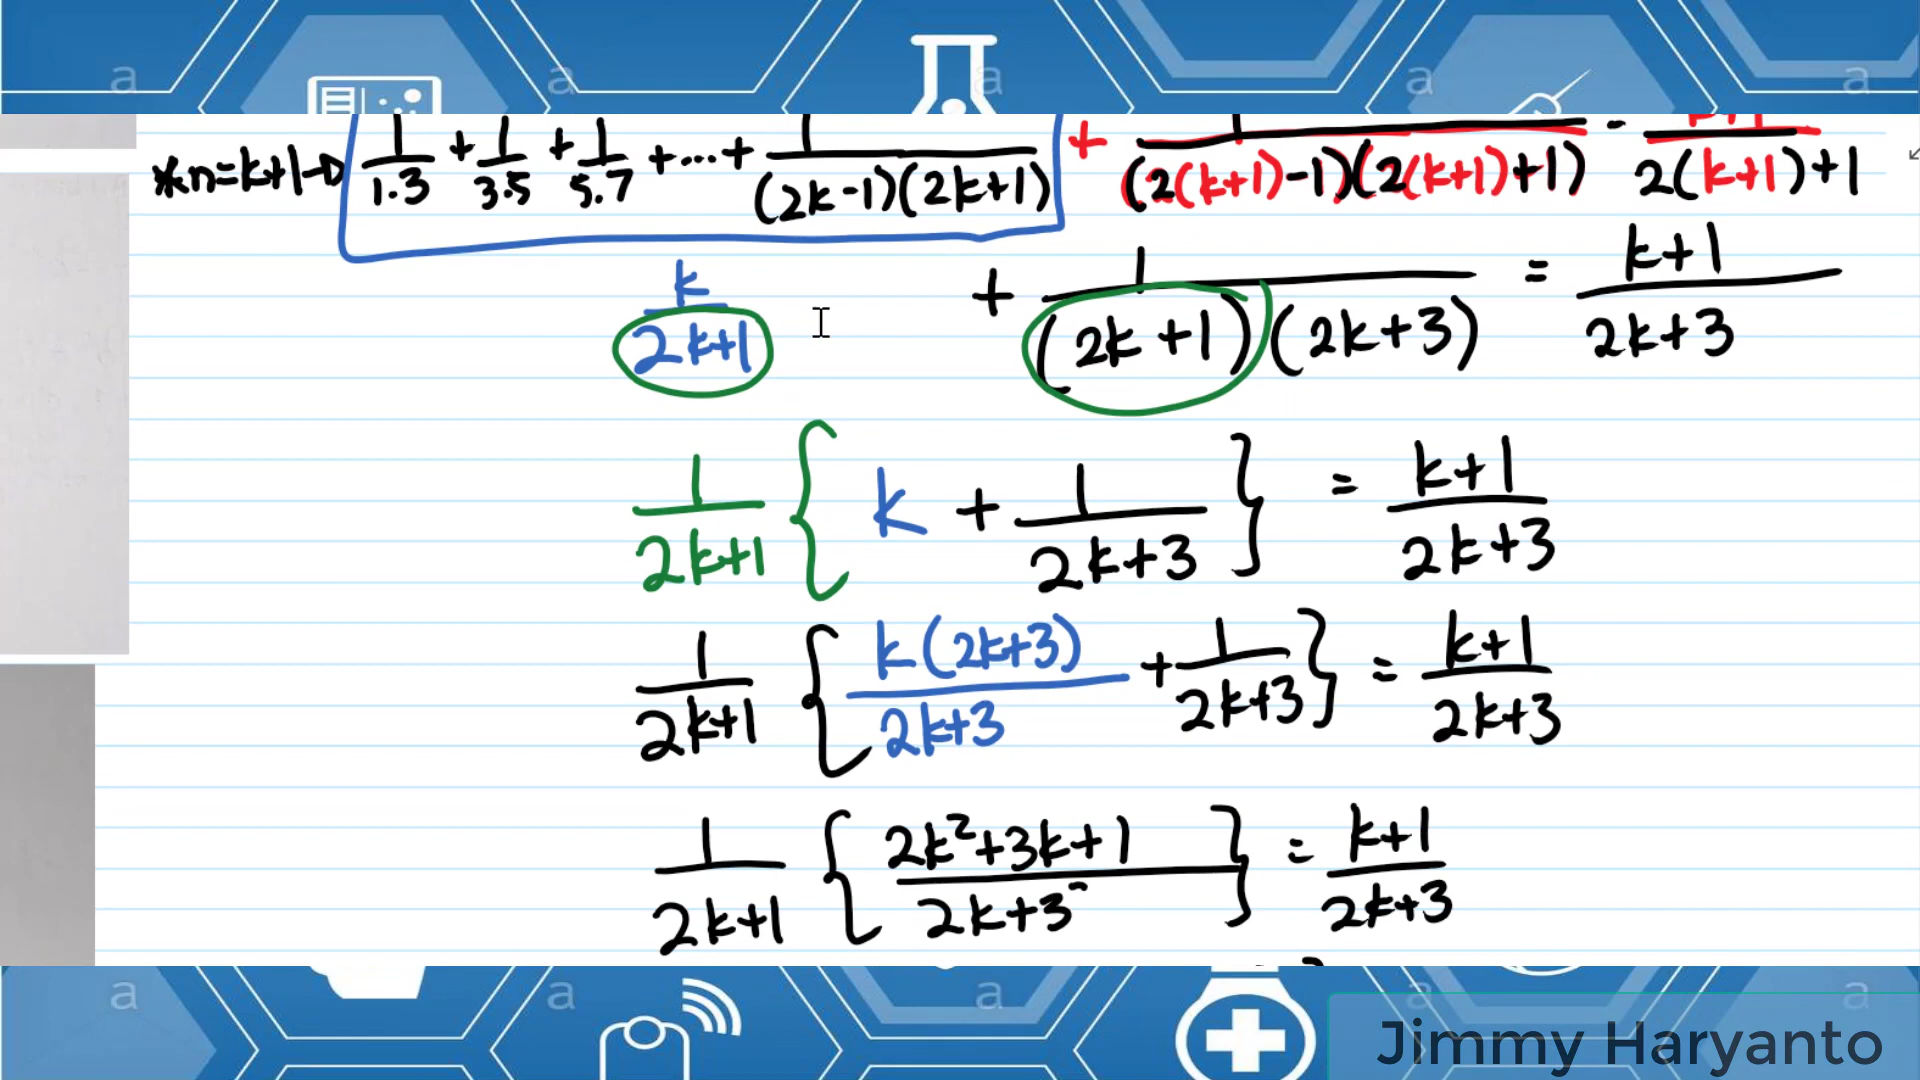 a a a a a
*n=k+1→ 1/1.3 + 1/3.5 + 1/5.7 + ... + 1/(2k-1)(2k+1) + 1/(2(k+1)-1)(2(k+1)+1) = k+1/2(k+1)+1
k/2k+1 + 1/(2k+1)(2k+3) = k+1/2k+3
1/2k+1 { k + 1/2k+3 } = k+1/2k+3
1/2k+1 { k(2k+3)/2k+3 + 1/2k+3 } = k+1/2k+3
1/2k+1 { 2k²+3k+1/2k+3 } = k+1/2k+3
a a a a a
Jimmy Haryanto